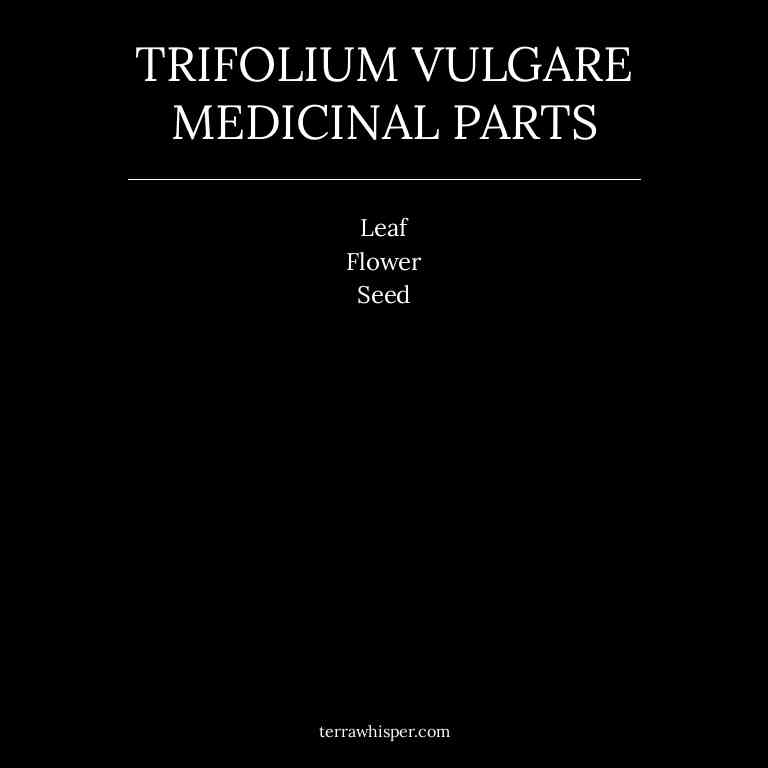 TRIFOLIUM VULGARE
MEDICINAL PARTS
Leaf
Flower
Seed
terrawhisper.com